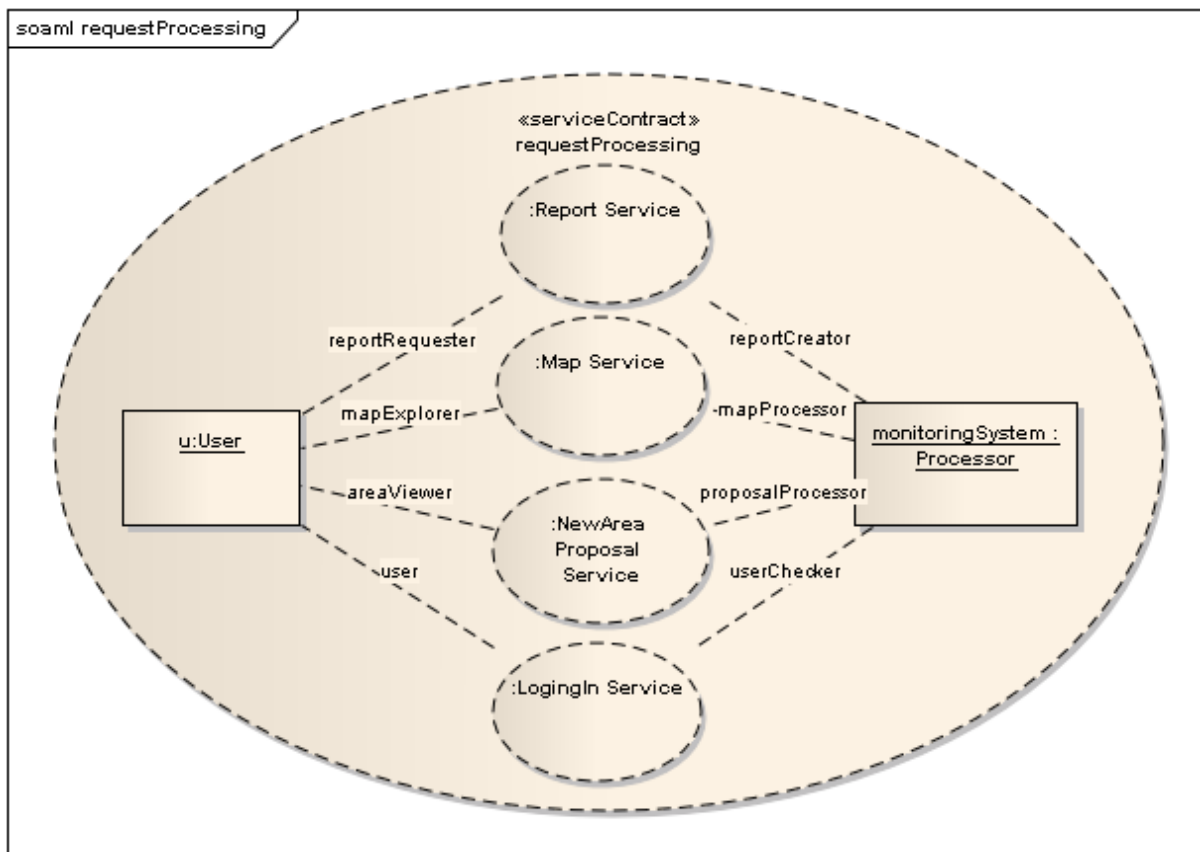 soaml requestProcessing
«serviceContract»
requestProcessing
:Report Service
reportRequester
reportCreator
:Map Service
mapExplorer
mapProcessor
u:User
monitoringSystem :
Processor
areaViewer
proposalProcessor
:NewArea
Proposal
Service
user
userChecker
:LogingIn Service